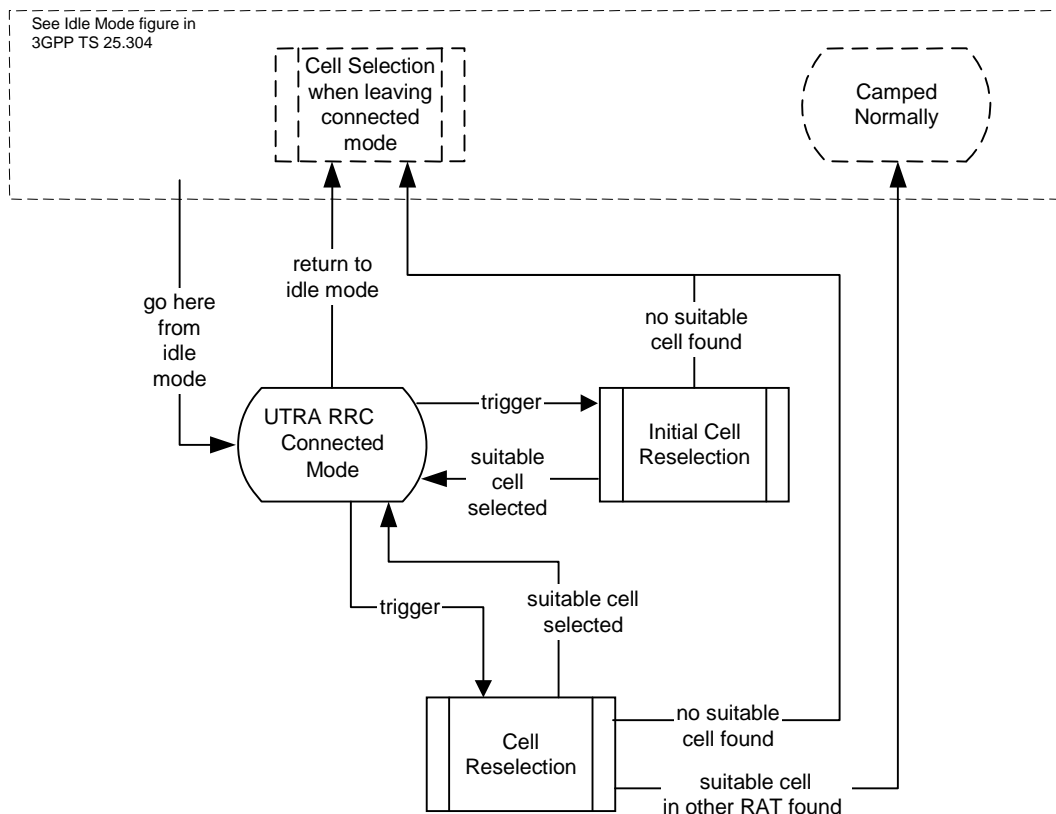 See Idle Mode figure in
3GPP TS 25.304
Cell Selection
when leaving
connected
mode
Camped
Normally
return to
idle mode
go here
from
idle
mode
no suitable
cell found
UTRA RRC
Connected
Mode
trigger
Initial Cell
Reselection
suitable
cell
selected
trigger
suitable cell
selected
Cell
Reselection
no suitable
cell found
suitable cell
in other RAT found